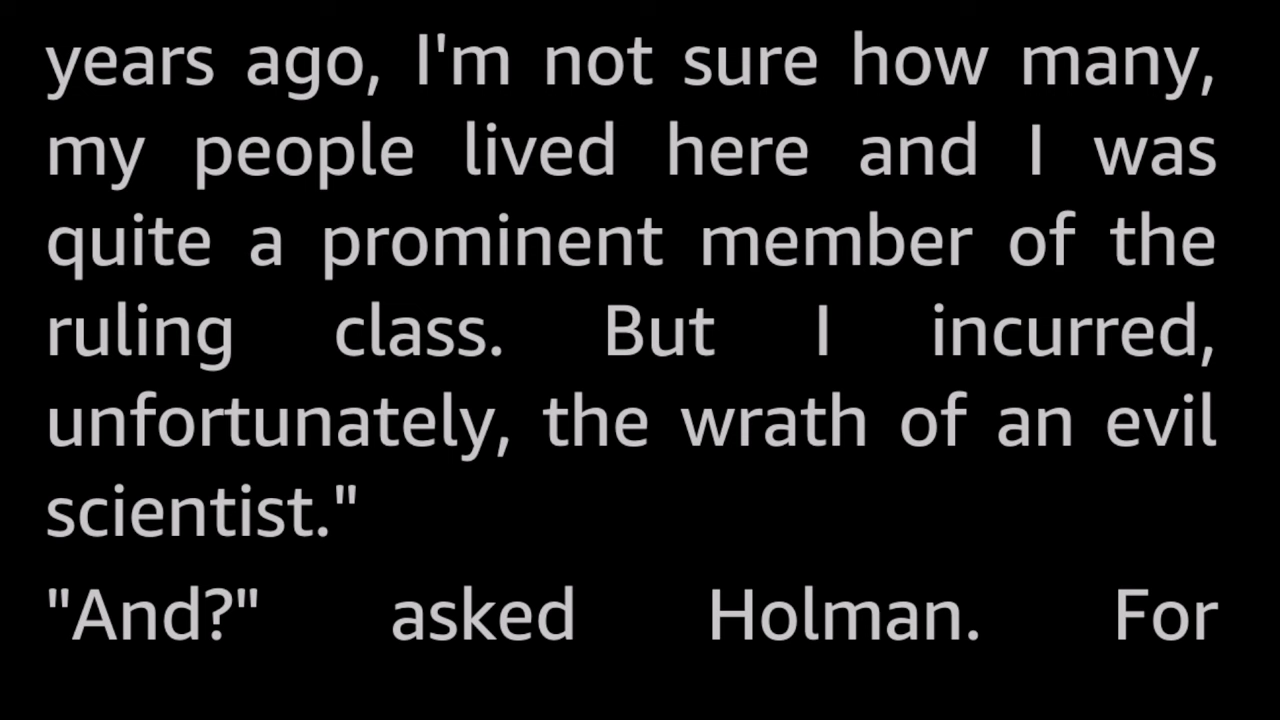 years ago, I'm not sure how many,
my people lived here and I was
quite a prominent member of the
ruling class. But I incurred,
unfortunately, the wrath of an evil
scientist."
"And?" asked Holman. For